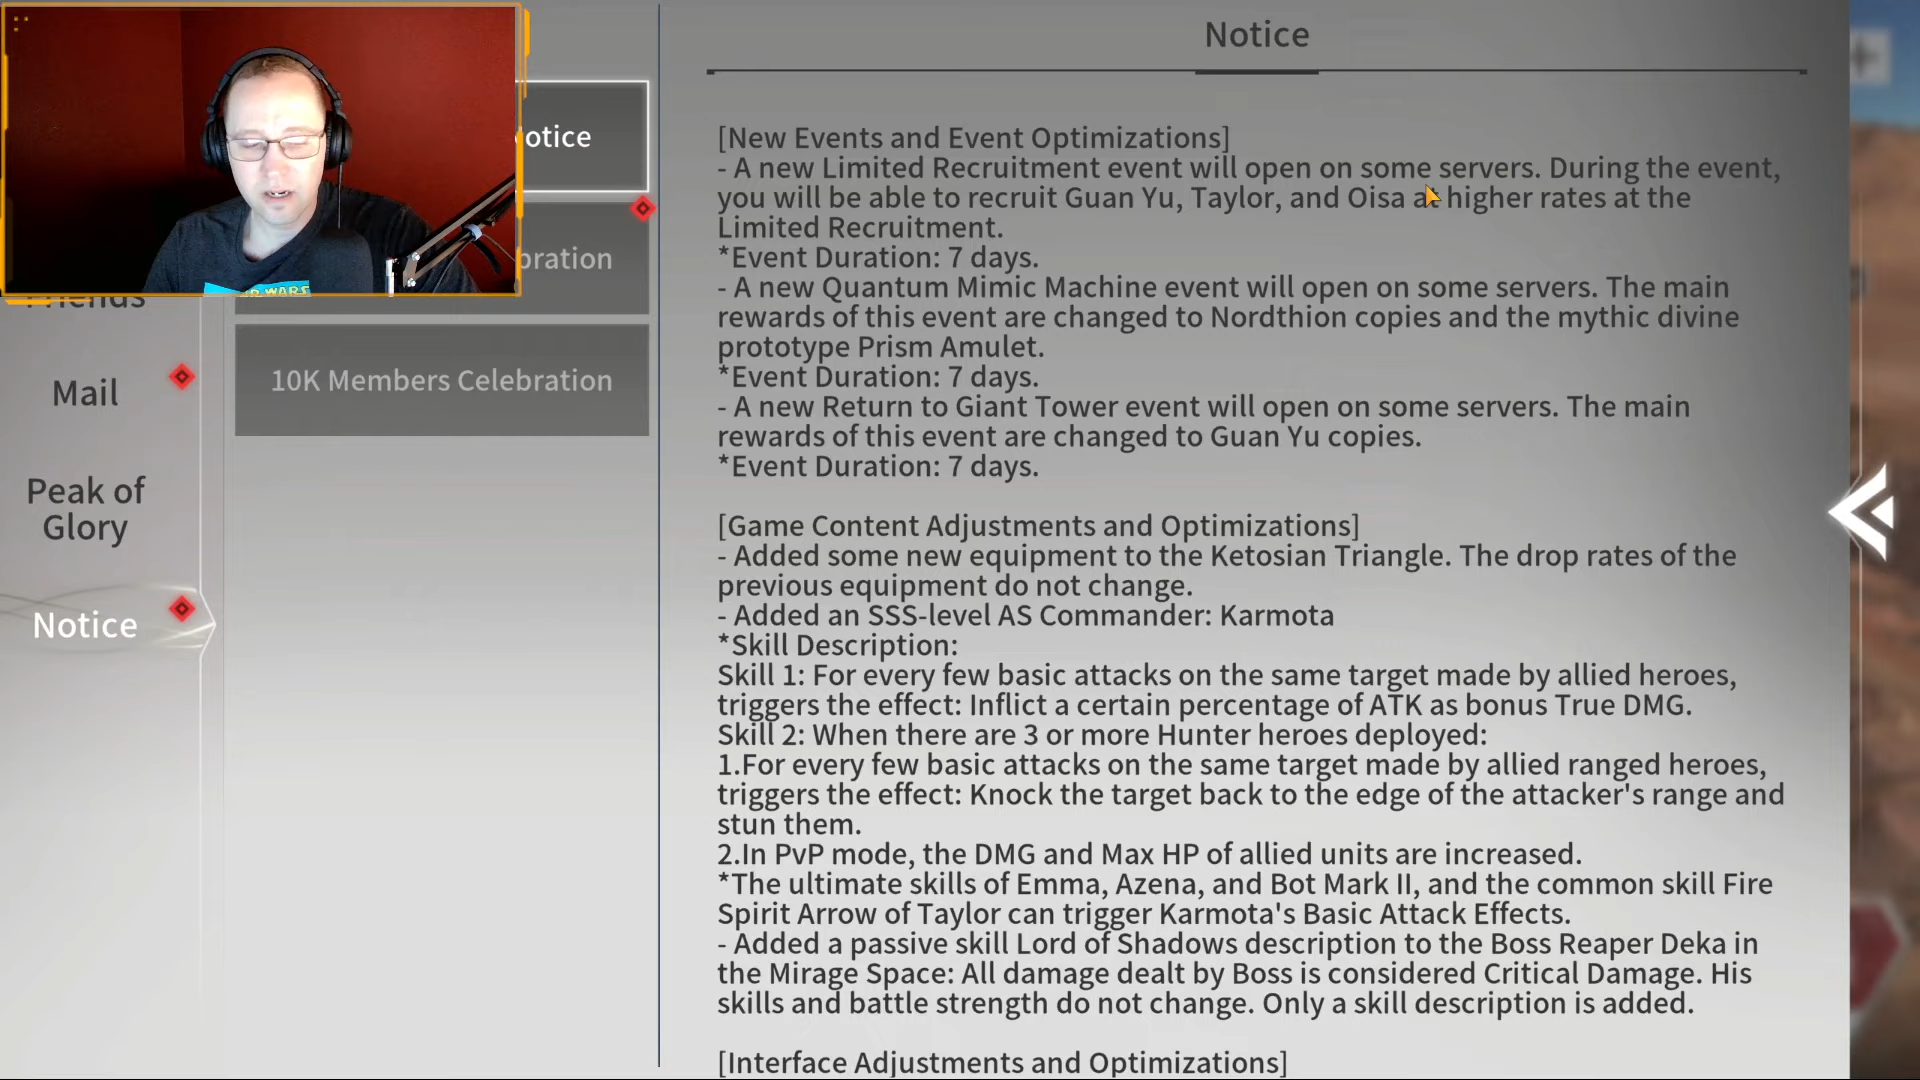 Notice
[New Events and Event Optimizations]
- A new Limited Recruitment event will open on some servers. During the event,
you will be able to recruit Guan Yu, Taylor, and Oisa at higher rates at the
Limited Recruitment.
*Event Duration: 7 days.
- A new Quantum Mimic Machine event will open on some servers. The main
rewards of this event are changed to Nordthion copies and the mythic divine
prototype Prism Amulet.
*Event Duration: 7 days.
- A new Return to Giant Tower event will open on some servers. The main
rewards of this event are changed to Guan Yu copies.
*Event Duration: 7 days.
[Game Content Adjustments and Optimizations]
- Added some new equipment to the Ketosian Triangle. The drop rates of the
previous equipment do not change.
- Added an SSS-level AS Commander: Karmota
*Skill Description:
Skill 1: For every few basic attacks on the same target made by allied heroes,
triggers the effect: Inflict a certain percentage of ATK as bonus True DMG.
Skill 2: When there are 3 or more Hunter heroes deployed:
1.For every few basic attacks on the same target made by allied ranged heroes,
triggers the effect: Knock the target back to the edge of the attacker's range and
stun them.
2.In PvP mode, the DMG and Max HP of allied units are increased.
*The ultimate skills of Emma, Azena, and Bot Mark II, and the common skill Fire
Spirit Arrow of Taylor can trigger Karmota's Basic Attack Effects.
- Added a passive skill Lord of Shadows description to the Boss Reaper Deka in
the Mirage Space: All damage dealt by Boss is considered Critical Damage. His
skills and battle strength do not change. Only a skill description is added.
[Interface Adjustments and Optimizations]
otice
bration
10K Members Celebration
Friends
Mail
Peak of
Glory
Notice